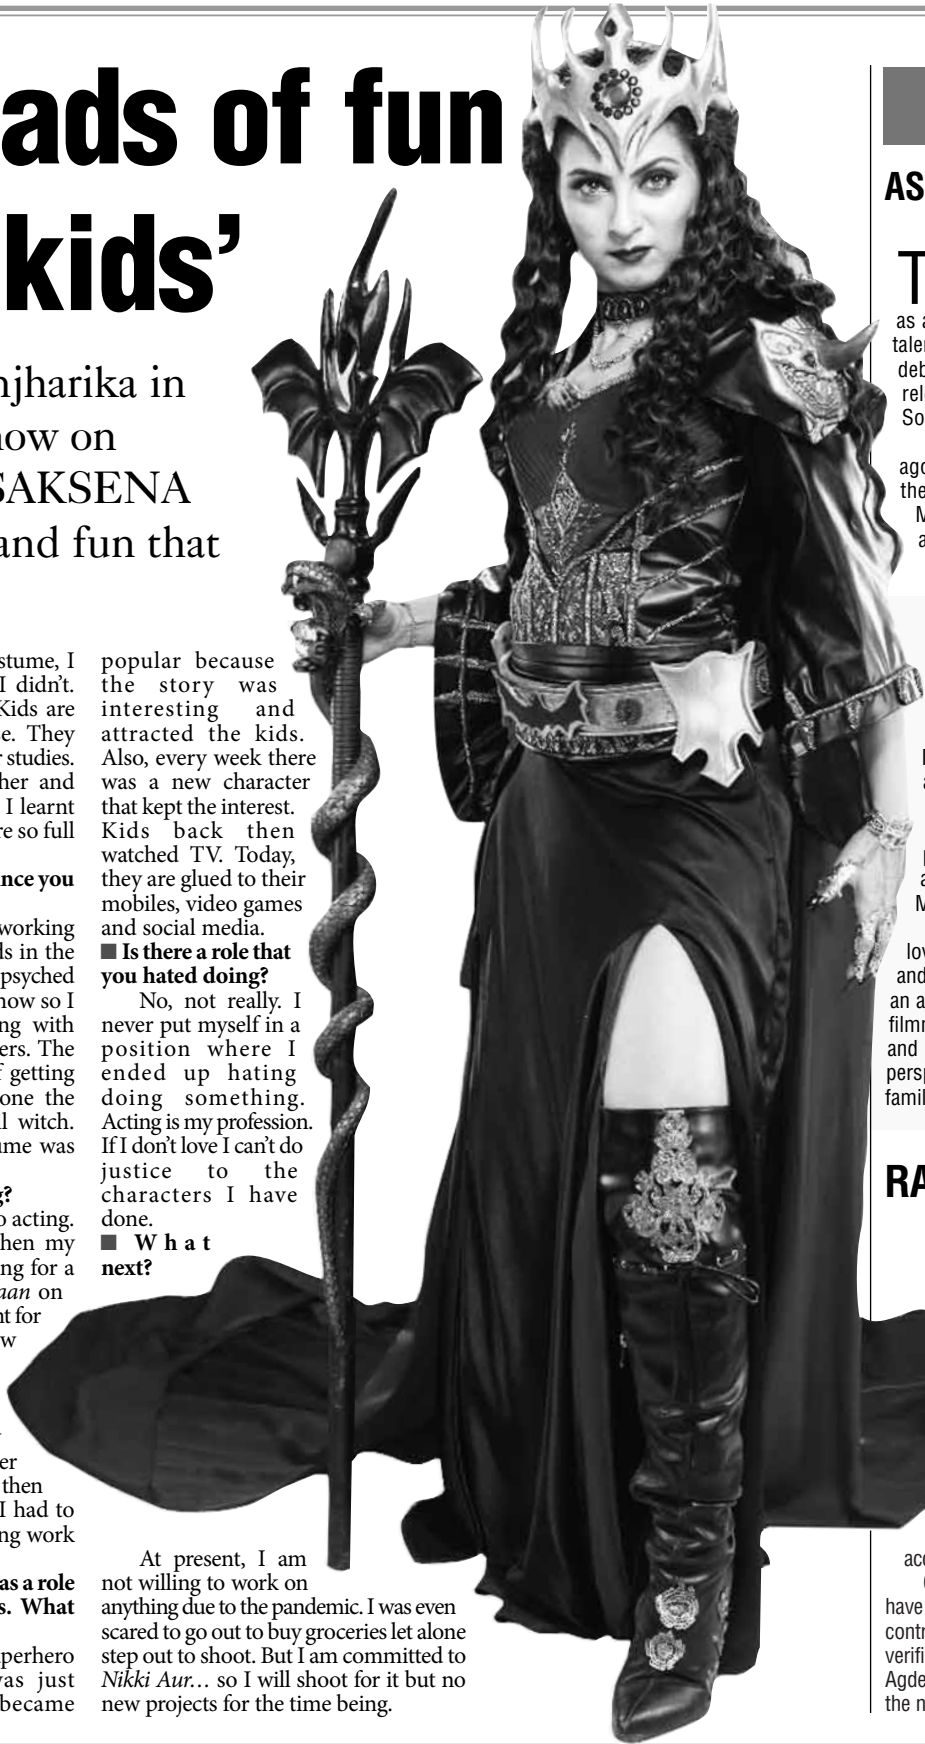 ads of fun
kids’
njharika in
now on
SAKSENA
and fun that
stume, I
I didn’t.
Kids are
e. They
r studies.
her and
I learnt
re so full
nce you
working
ds in the
psyched
now so I
ng with
ers. The
f getting
one the
l witch.
ume was
g?
o acting.
hen my
ng for a
aan on
nt for
w
er
then
I had to
ng work
as a role
s. What
perhero
as just
became
popular because
the story was
interesting and
attracted the kids.
Also, every week there
was a new character
that kept the interest.
Kids back then
watched TV. Today,
they are glued to their
mobiles, video games
and social media.
■ Is there a role that
you hated doing?
No, not really. I
never put myself in a
position where I
ended up hating
doing something.
Acting is my profession.
If I don’t love I can’t do
justice to the
characters I have
done.
■ What
next?
At present, I am
not willing to work on
anything due to the pandemic. I was even
scared to go out to buy groceries let alone
step out to shoot. But I am committed to
Nikki Aur… so I will shoot for it but no
new projects for the time being.
AS
T
as a
taler
deb
rel
So
ago
the
M
a
a
a
M
lov
and
an a
filmr
and
persp
famil
RA
acc
have
contr
verifi
Agde
the n